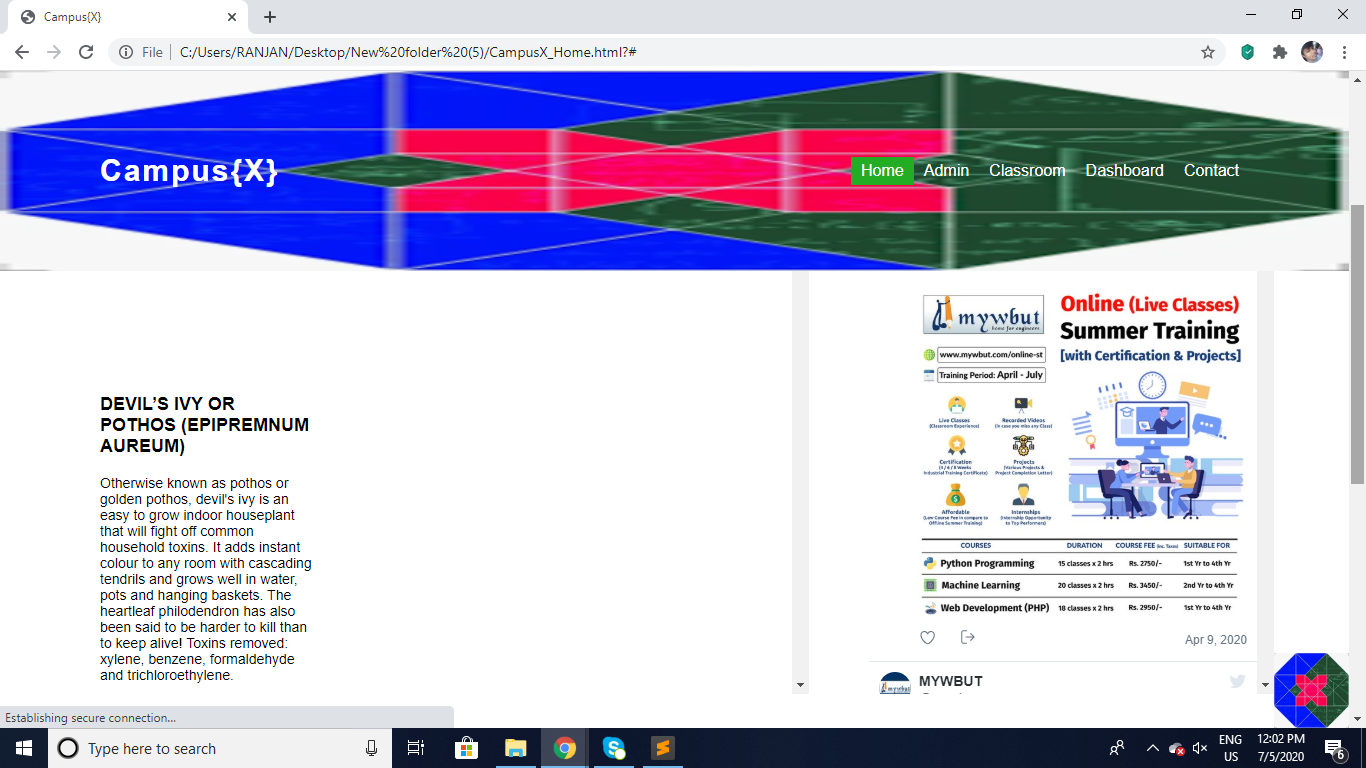 Campus{X}
File
C:/Users/RANJAN/Desktop/New%20folder%20(5)/CampusX_Home.html?#
Campus{X}
Home
Admin
Classroom
Dashboard
Contact
DEVIL’S IVY OR
POTHOS (EPIPREMNUM
AUREUM)
Otherwise known as pothos or
golden pothos, devil's ivy is an
easy to grow indoor houseplant
that will fight off common
household toxins. It adds instant
colour to any room with cascading
tendrils and grows well in water,
pots and hanging baskets. The
heartleaf philodendron has also
been said to be harder to kill than
to keep alive! Toxins removed:
xylene, benzene, formaldehyde
and trichloroethylene.
mywbut
home for engineers
www.mywbut.com/online-st
Training Period: April - July
Online (Live Classes)
Summer Training
[with Certification & Projects]
Live Classes
(Classroom Experience)
Recorded Videos
(in case you miss any Class)
Certification
(4 / 6 / 8 Weeks
Industrial Training Certificate)
Projects
(Various Projects &
Project Completion Letter)
Affordable
(Low Course Fee in compare to
Offline Summer Training)
Internships
(Internship Opportunity
to Top Performers)
COURSES DURATION COURSE FEE (Inc. Taxes) SUITABLE FOR
Python Programming 15 classes x 2 hrs Rs. 2750/- 1st Yr to 4th Yr
Machine Learning 20 classes x 2 hrs Rs. 3450/- 2nd Yr to 4th Yr
Web Development (PHP) 18 classes x 2 hrs Rs. 2950/- 1st Yr to 4th Yr
Apr 9, 2020
mywbut
MYWBUT
Establishing secure connection...
Type here to search
ENG
US
12:02 PM
7/5/2020
6